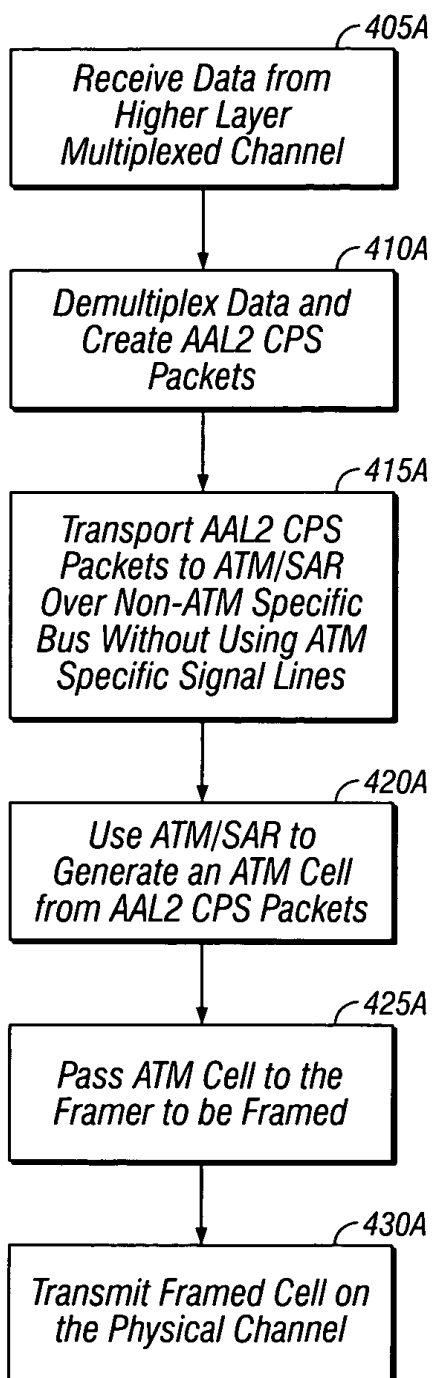 405A
Receive Data from
Higher Layer
Multiplexed Channel
410A
Demultiplex Data and
Create AAL2 CPS
Packets
415A
Transport AAL2 CPS
Packets to ATM/SAR
Over Non-ATM Specific
Bus Without Using ATM
Specific Signal Lines
420A
Use ATM/SAR to
Generate an ATM Cell
from AAL2 CPS Packets
425A
Pass ATM Cell to the
Framer to be Framed
430A
Transmit Framed Cell on
the Physical Channel